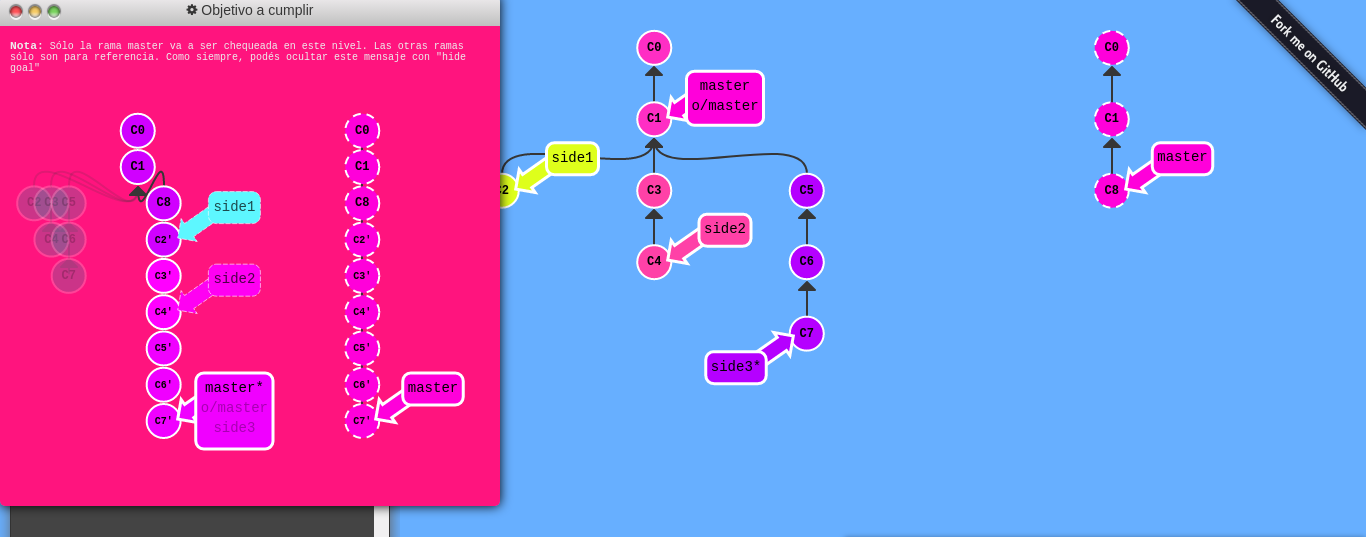 Objetivo a cumplir
Nota: Sólo la rama master va a ser chequeada en este nivel. Las otras ramas
sólo son para referencia. Como siempre, podés ocultar este mensaje con "hide
goal"
C0
C1
C2 C3 C5
C8
side1
C4 C6
C2'
C7
C3'
side2
C4'
C5'
C6'
master*
o/master
side3
C7'
C0
C1
C8
C2'
C3'
C4'
C5'
C6'
master
C7'
C0
master
o/master
C1
side1
C2
C3
C5
side2
C4
C6
C7
side3*
C0
C1
master
C8
Fork me on GitHub